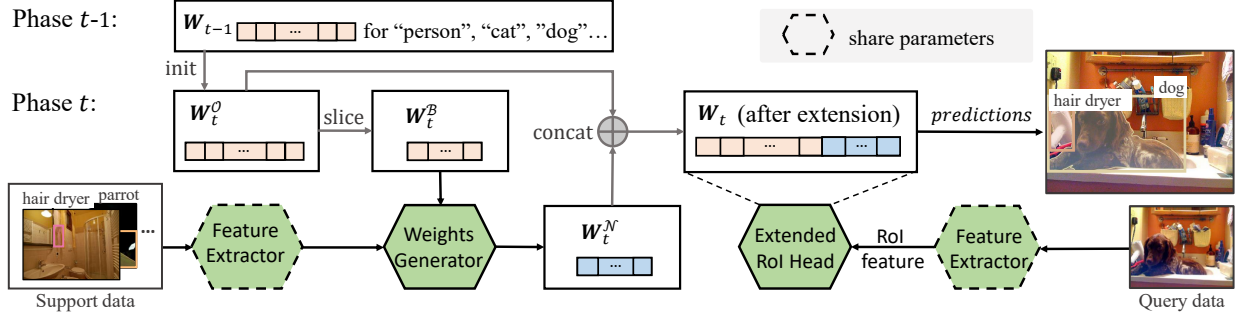 Phase t-1:
W_{t-1} ... for “person”, “cat”, ”dog”...
share parameters
init
Phase t:
W_t^O
...
slice
W_t^B
...
concat
W_t (after extension)
... ...
predictions
hair dryer
dog
hair dryer
parrot
...
Feature
Extractor
Weights
Generator
W_t^N
...
Extended
RoI Head
RoI
feature
Feature
Extractor
Support data
Query data